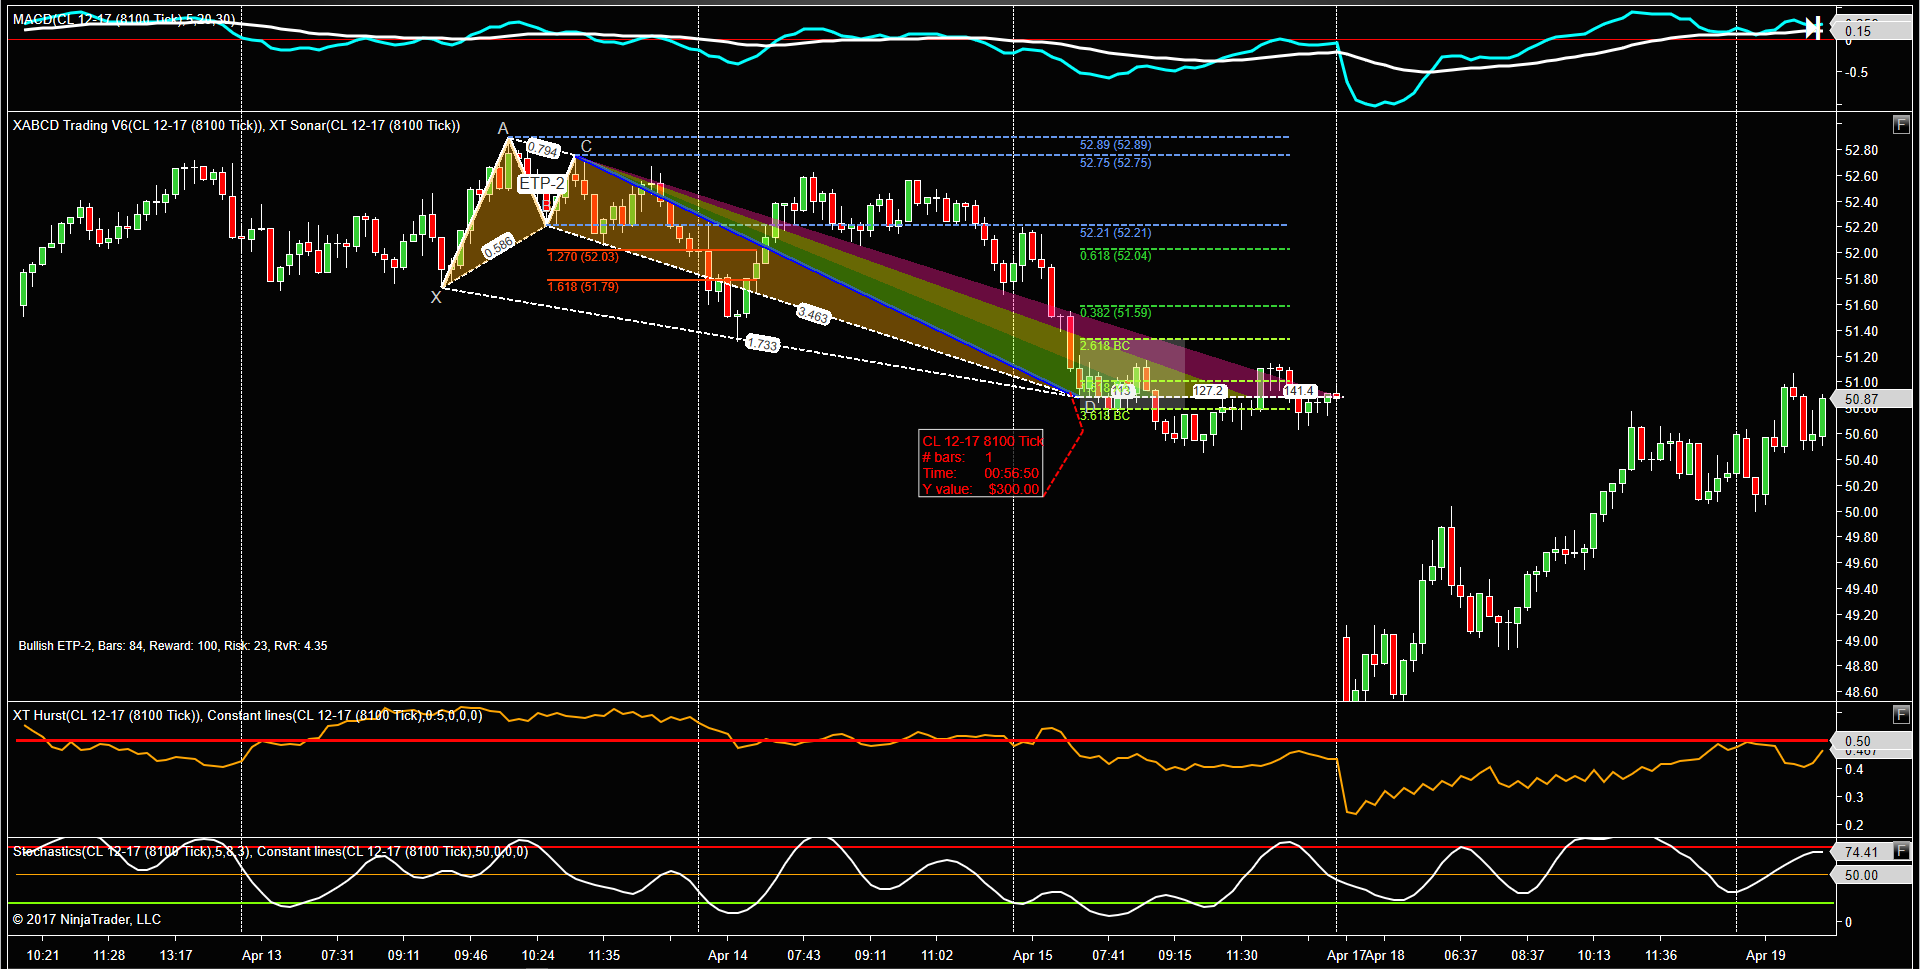 MACD(CL 12-17 (8100 Tick),5,20,30)
0.15
0
-0.5
XABCD Trading V6(CL 12-17 (8100 Tick)), XT Sonar(CL 12-17 (8100 Tick))
F
A
C
0.794
ETP-2
B
0.586
X
52.89 (52.89)
52.75 (52.75)
52.21 (52.21)
1.270 (52.03)
0.618 (52.04)
1.618 (51.79)
0.382 (51.59)
3.463
1.733
2.618 BC
113
127.2
141.4
D
3.618 BC
CL 12-17 8100 Tick
# bars: 1
Time: 00:56:50
Y value: $300.00
52.80
52.60
52.40
52.20
52.00
51.80
51.60
51.40
51.20
51.00
50.87
50.60
50.40
50.20
50.00
49.80
49.60
49.40
49.20
49.00
48.80
48.60
Bullish ETP-2, Bars: 84, Reward: 100, Risk: 23, RvR: 4.35
XT Hurst(CL 12-17 (8100 Tick)), Constant lines(CL 12-17 (8100 Tick),0.5,0,0,0)
F
0.50
0.467
0.4
0.3
0.2
Stochastics(CL 12-17 (8100 Tick),5,8,3), Constant lines(CL 12-17 (8100 Tick),50,0,0,0)
74.41
F
50.00
0
© 2017 NinjaTrader, LLC
10:21 11:28 13:17 Apr 13 07:31 09:11 09:46 10:24 11:35 Apr 14 07:43 09:11 11:02 Apr 15 07:41 09:15 11:30 Apr 17 Apr 18 06:37 08:37 10:13 11:36 Apr 19